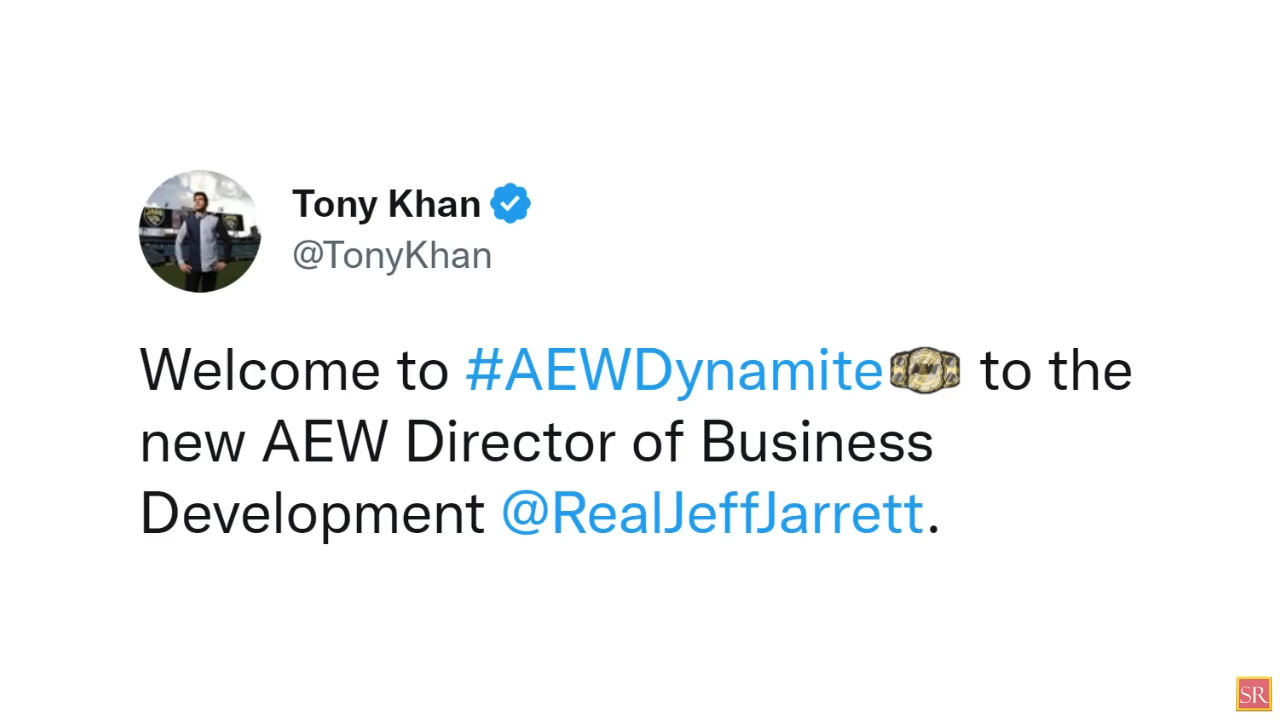 Tony Khan
@TonyKhan
Welcome to #AEWDynamite to the
new AEW Director of Business
Development @RealJeffJarrett.
SR